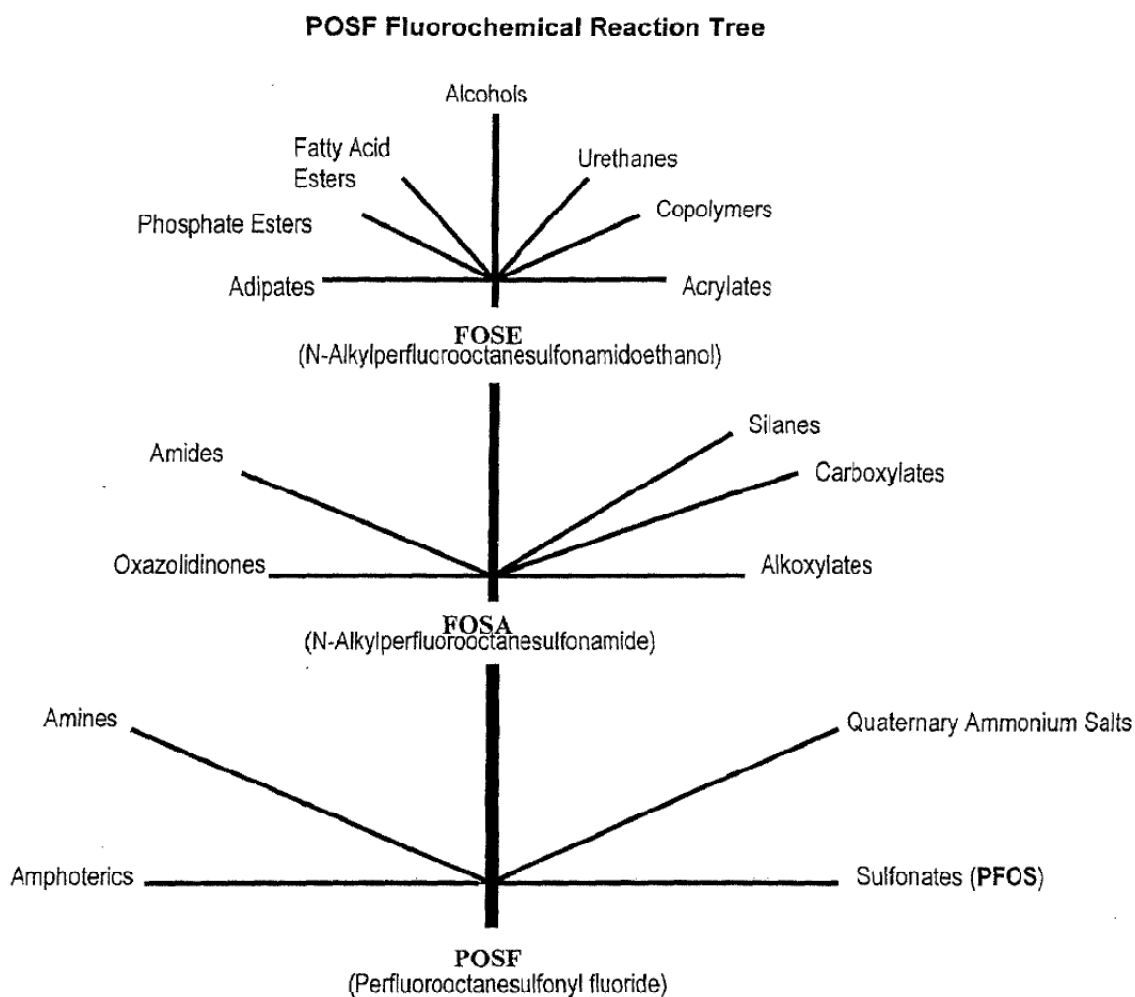 POSF Fluorochemical Reaction Tree
Alcohols
Fatty Acid
Esters
Urethanes
Phosphate Esters
Copolymers
Adipates
Acrylates
FOSE
(N-Alkylperfluorooctanesulfonamidoethanol)
Silanes
Amides
Carboxylates
Oxazolidinones
Alkoxylates
FOSA
(N-Alkylperfluorooctanesulfonamide)
Amines
Quaternary Ammonium Salts
Amphoterics
Sulfonates (PFOS)
POSF
(Perfluorooctanesulfonyl fluoride)